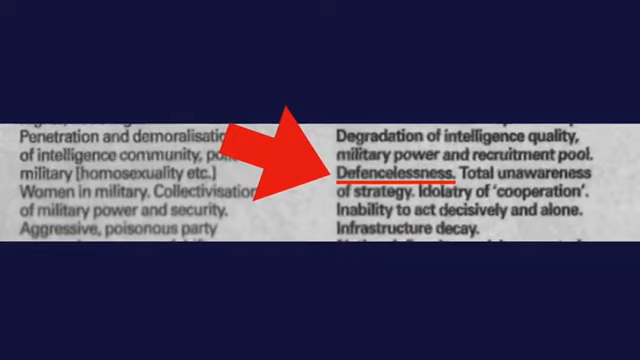 Penetration and demoralisatio
of intelligence community,
military [homosexuality etc.]
Women in military. Collectivisation
of military power and security.
Aggressive, poisonous party
Degradation of intelligence quality,
military power and recruitment pool.
Defencelessness. Total unawareness
of strategy. Idolatry of 'cooperation'.
Inability to act decisively and alone.
Infrastructure decay.